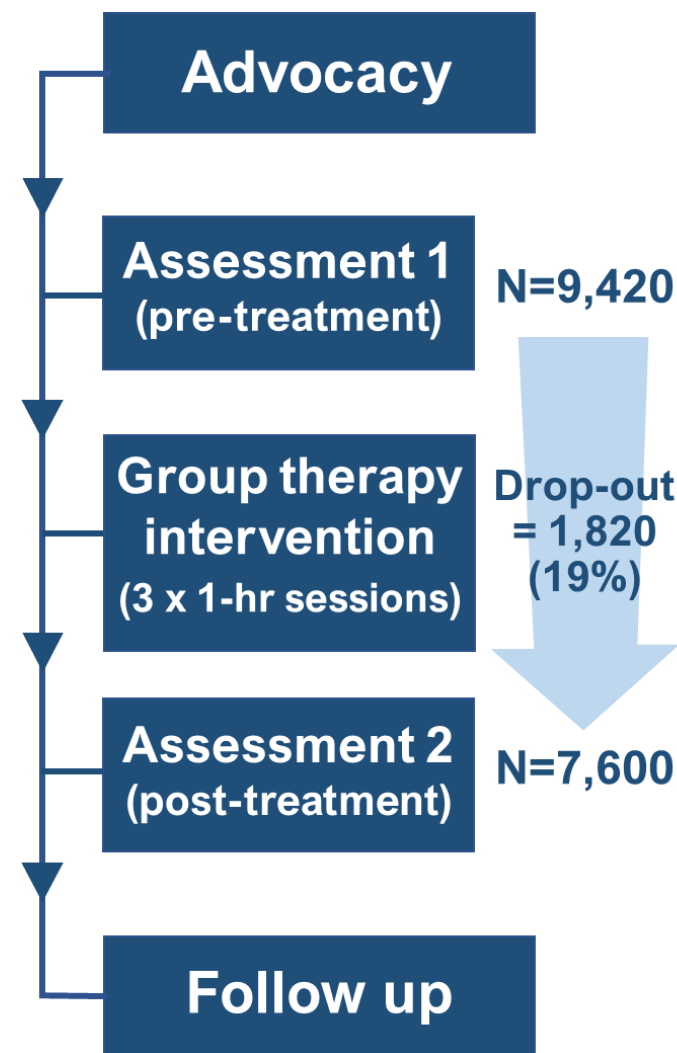 Advocacy
Assessment 1
(pre-treatment)
N=9,420
Group therapy
intervention
(3 x 1-hr sessions)
Drop-out
= 1,820
(19%)
Assessment 2
(post-treatment)
N=7,600
Follow up